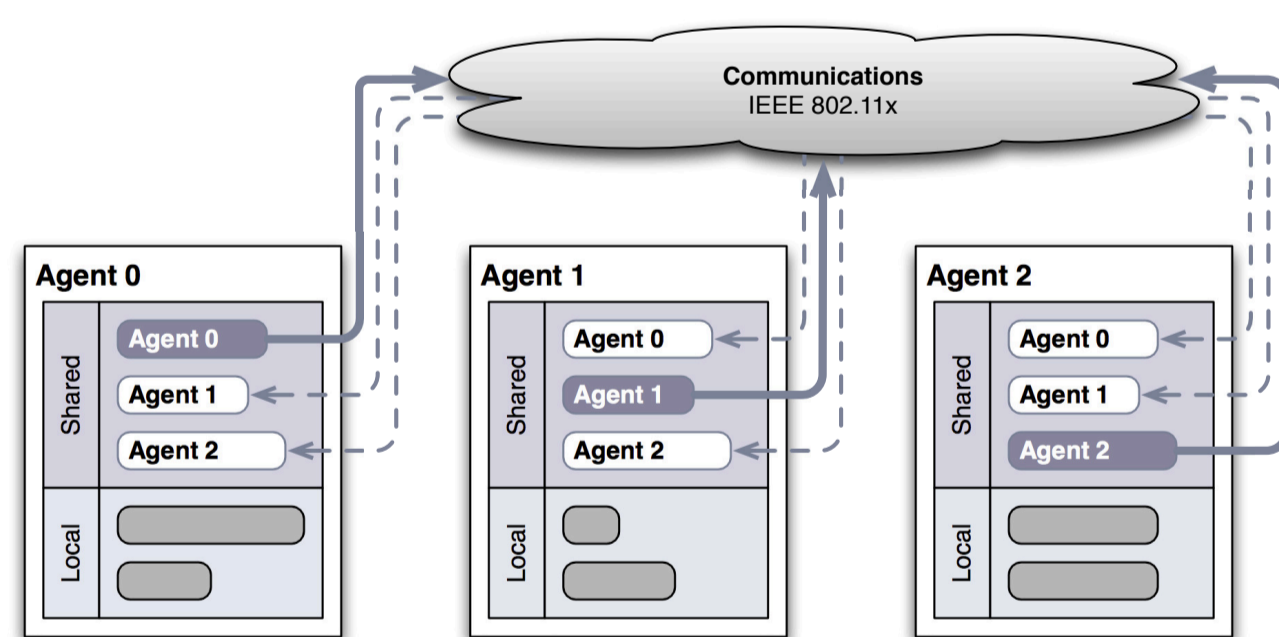 Communications
IEEE 802.11x
Agent 0
Shared
Agent 0
Agent 1
Agent 2
Local
Agent 1
Shared
Agent 0
Agent 1
Agent 2
Local
Agent 2
Shared
Agent 0
Agent 1
Agent 2
Local